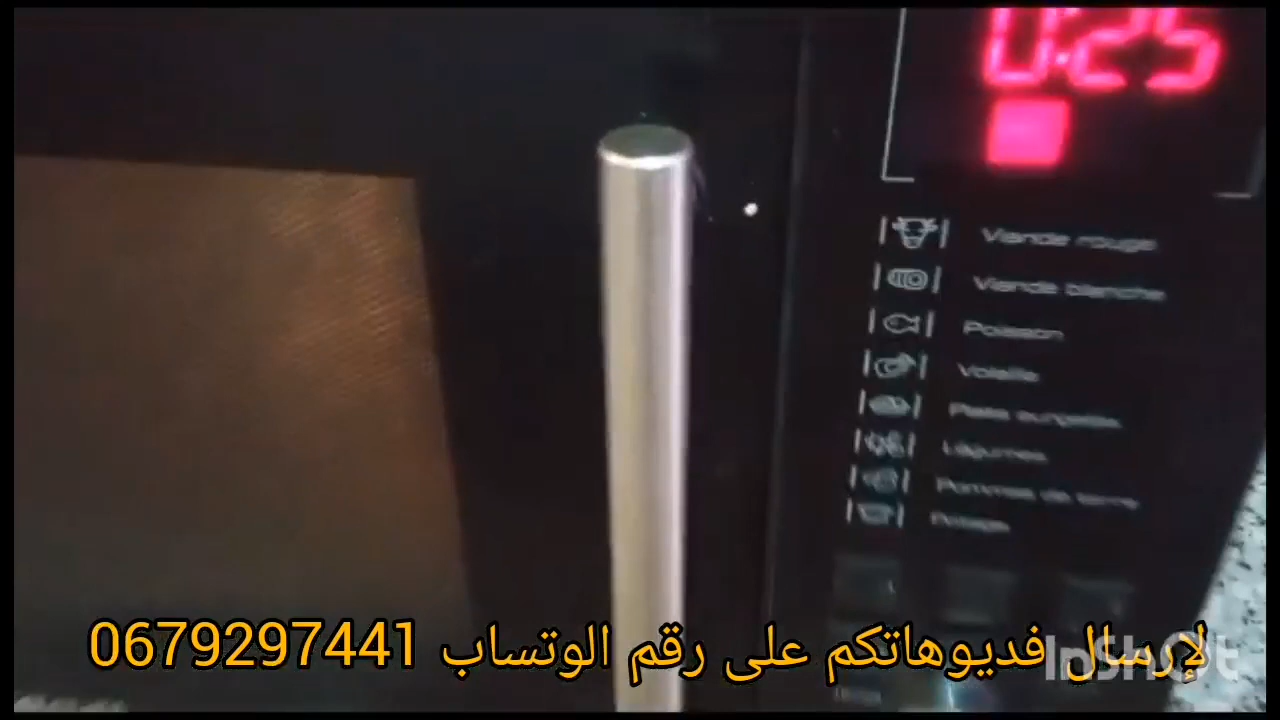 0:25
Viande rouge
Viande blanche
Poisson
Volaille
Légumes
Pommes de terre
Potage
لإرسال فديوهاتكم على رقم الوتساب 0679297441
InShOt